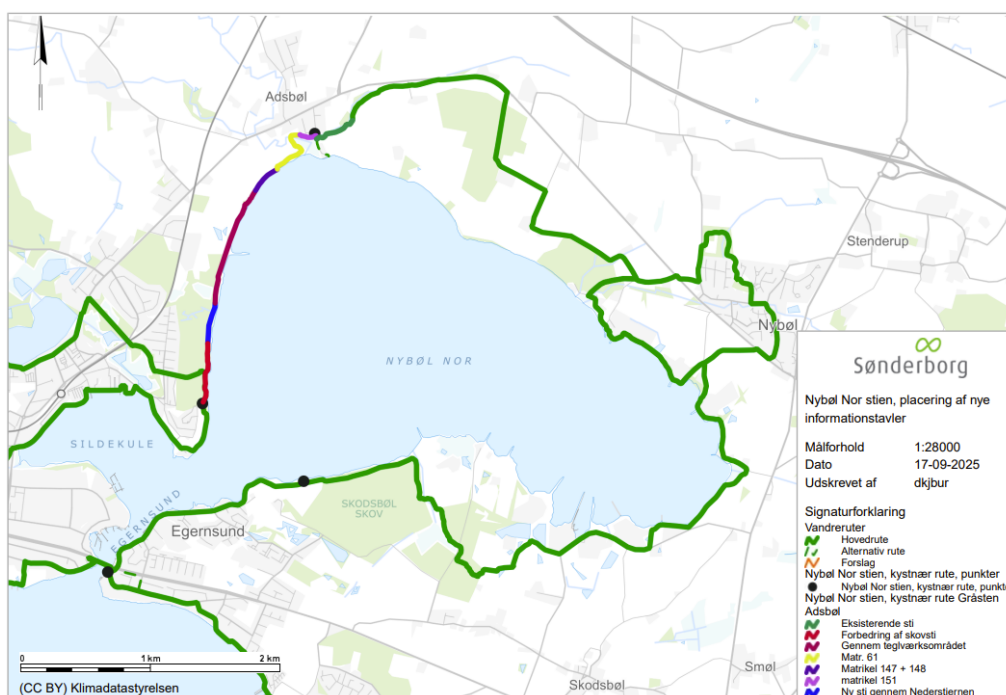 Adsbøl
Stenderup
Nybøl
NYBØL NOR
SILDEKULE
EGERNSUND
Egernsund
SKODSBØL
SKOV
Skodsbøl
Smøl
0 1 km 2 km
(CC BY) Klimadatastyrelsen
Sønderborg
Nybøl Nor stien, placering af nye
informationstavler
Målforhold 1:28000
Dato 17-09-2025
Udskrevet af dkjbur
Signaturforklaring
Vandreruter
Hovedrute
Alternativ rute
Forslag
Nybøl Nor stien, kystnær rute, punkter
Nybøl Nor stien, kystnær rute, punkt
Nybøl Nor stien, kystnær rute Gråsten
Adsbøl
Eksisterende sti
Forbedring af skovsti
Gennem teglværksområdet
Matr. 61
Matrikel 147 + 148
matrikel 151
Ny sti gennem Nederstjernen